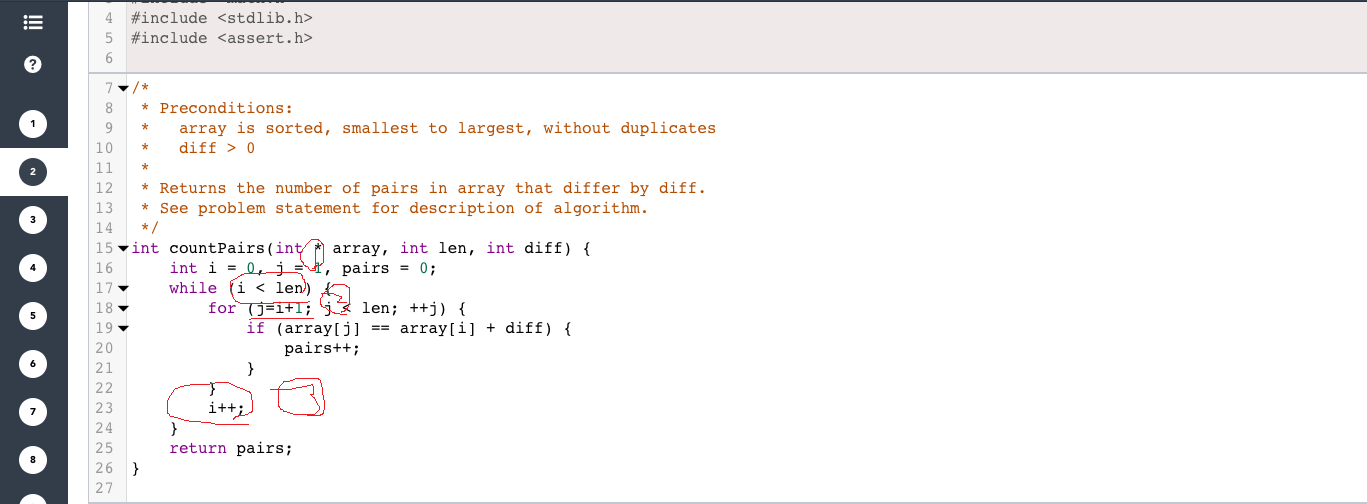 4 #include <stdlib.h>
5 #include <assert.h>
6
?
7 /*
8 * Preconditions:
9 *   array is sorted, smallest to largest, without duplicates
10 *   diff > 0
11 *
12 * Returns the number of pairs in array that differ by diff.
13 * See problem statement for description of algorithm.
14 */
15 int countPairs(int * array, int len, int diff) {
16     int i = 0, j = 1, pairs = 0;
17     while (i < len) {
18         for (j=i+1; j < len; ++j) {
19             if (array[j] == array[i] + diff) {
20                 pairs++;
21             }
22         }
23         i++;
24     }
25     return pairs;
26 }
27
1
2
3
4
5
6
7
8